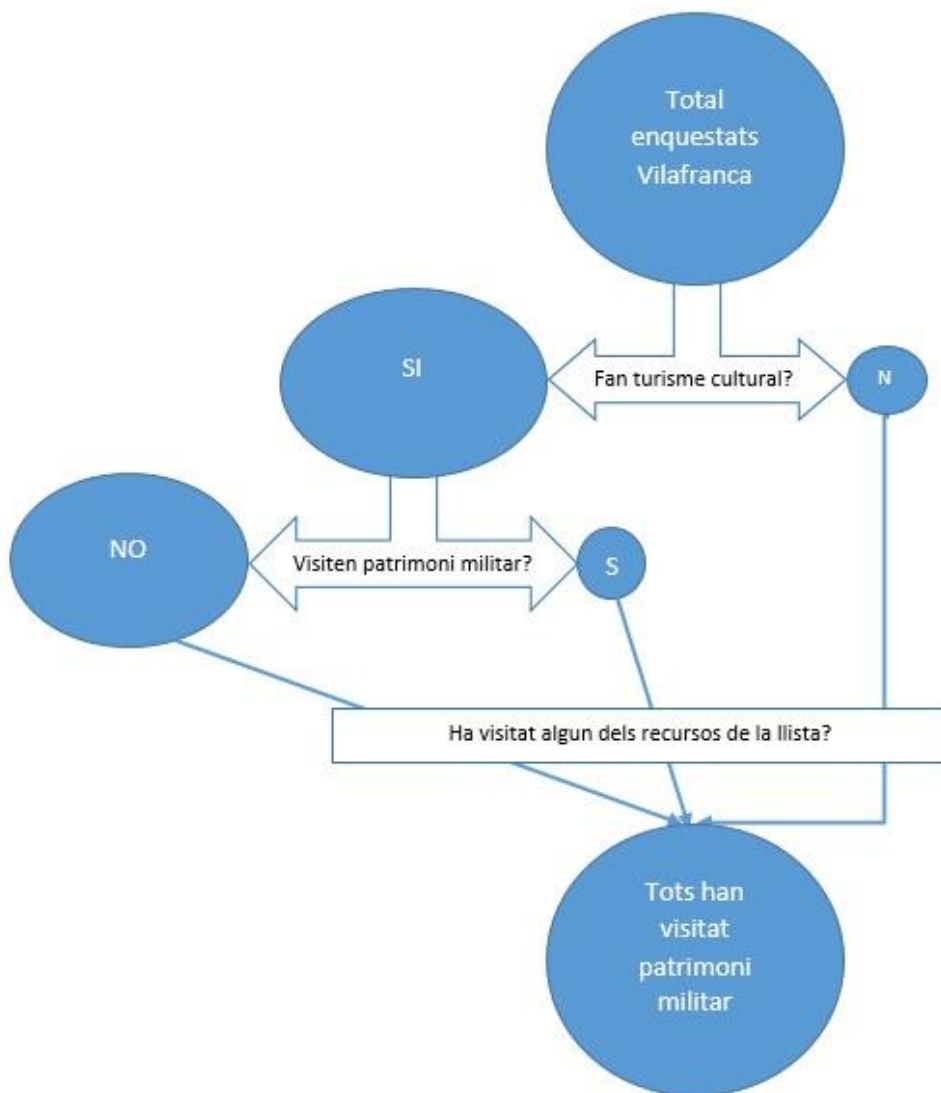 Total
enquestats
Vilafranca
SI
Fan turisme cultural?
N
NO
Visiten patrimoni militar?
S
Ha visitat algun dels recursos de la llista?
Tots han
visitat
patrimoni
militar